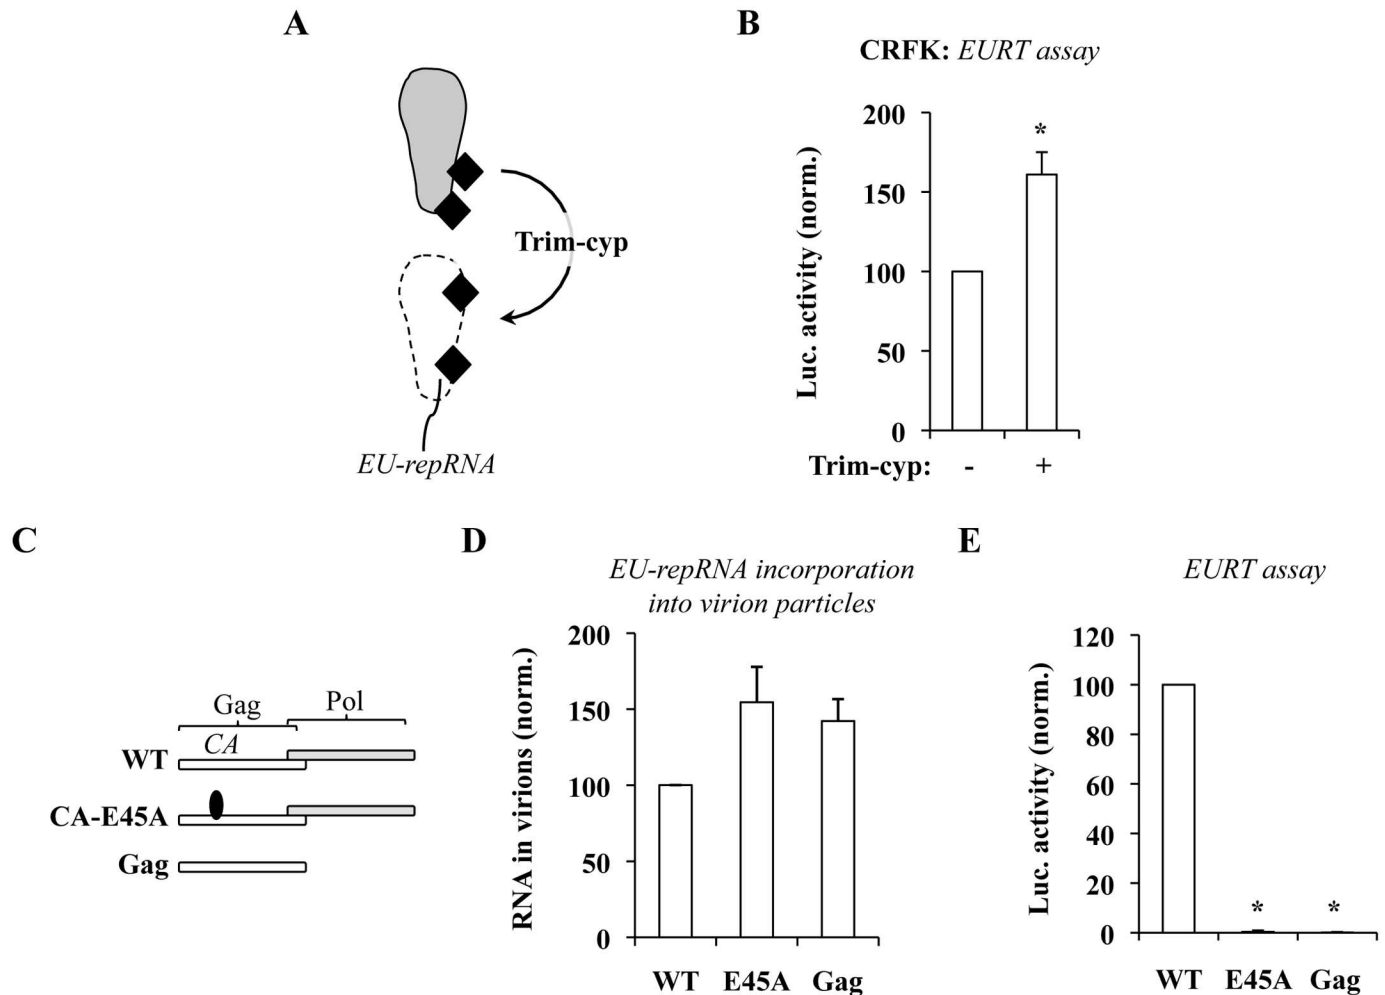 A
Trim-cyp
EU-repRNA
B
CRFK: EURT assay
Luc. activity (norm.)
200
150
100
50
0
*
Trim-cyp: - +
C
Gag Pol
CA
WT
CA-E45A
Gag
D
EU-repRNA incorporation
into virion particles
RNA in virions (norm.)
200
150
100
50
0
WT E45A Gag
E
EURT assay
Luc. activity (norm.)
120
100
80
60
40
20
0
* *
WT E45A Gag